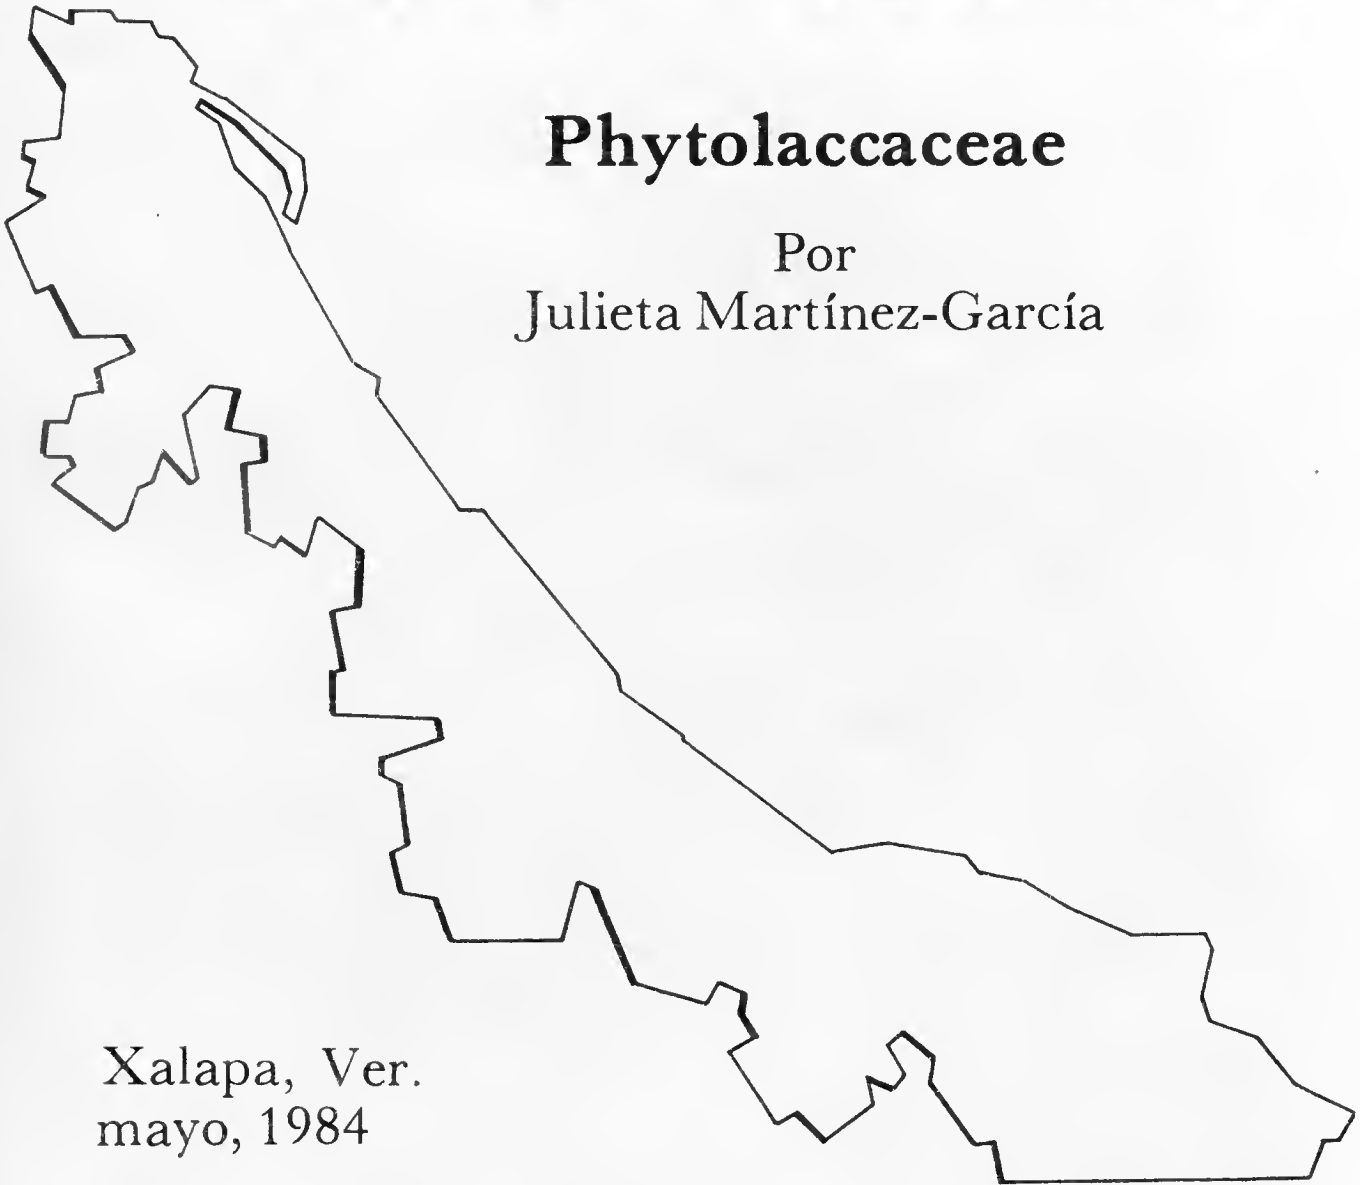 Phytolaccaceae
Por
Julieta Martínez-García
Xalapa, Ver.
mayo, 1984